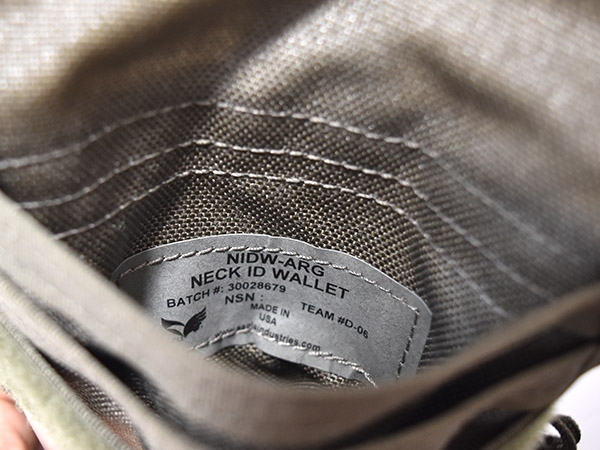 NIDW-ARG
NECK ID WALLET
BATCH #: 30028679
NSN : TEAM #D-06
MADE IN
USA